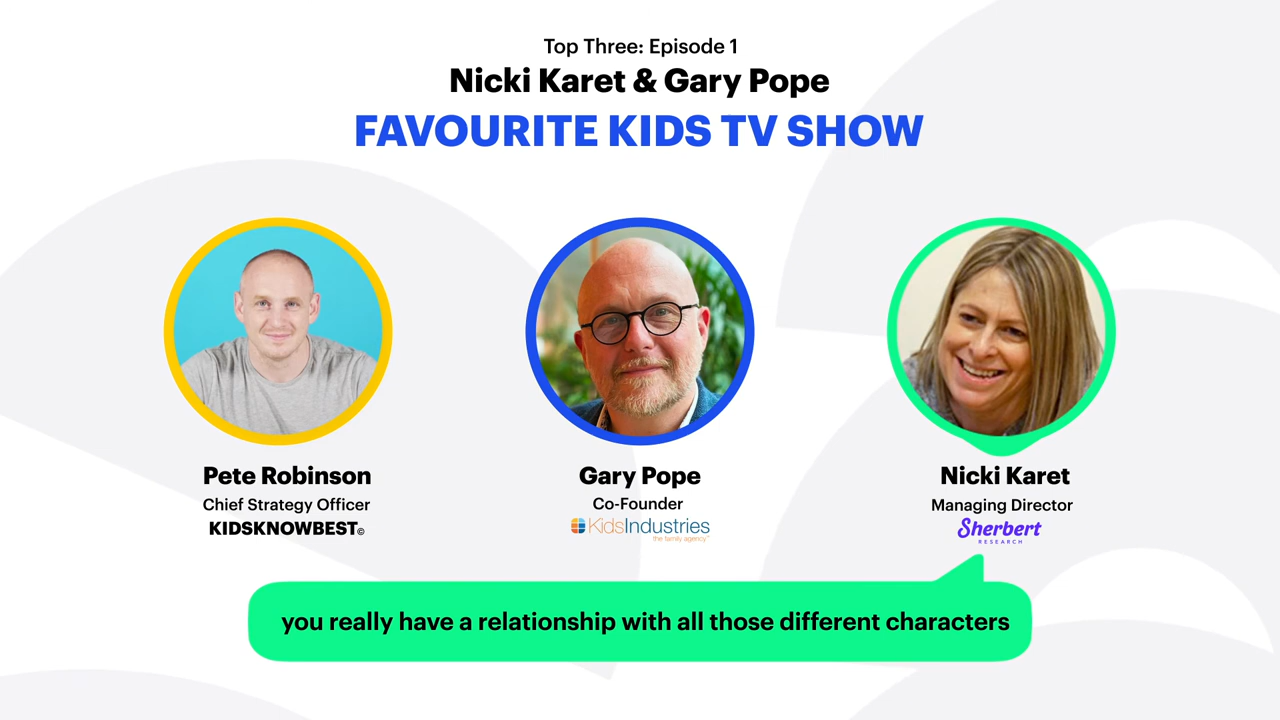 Top Three: Episode 1
Nicki Karet & Gary Pope
FAVOURITE KIDS TV SHOW
Pete Robinson
Chief Strategy Officer
KIDSKNOWBEST©
Gary Pope
Co-Founder
KidsIndustries
the family agency™
Nicki Karet
Managing Director
Sherbert
RESEARCH
you really have a relationship with all those different characters